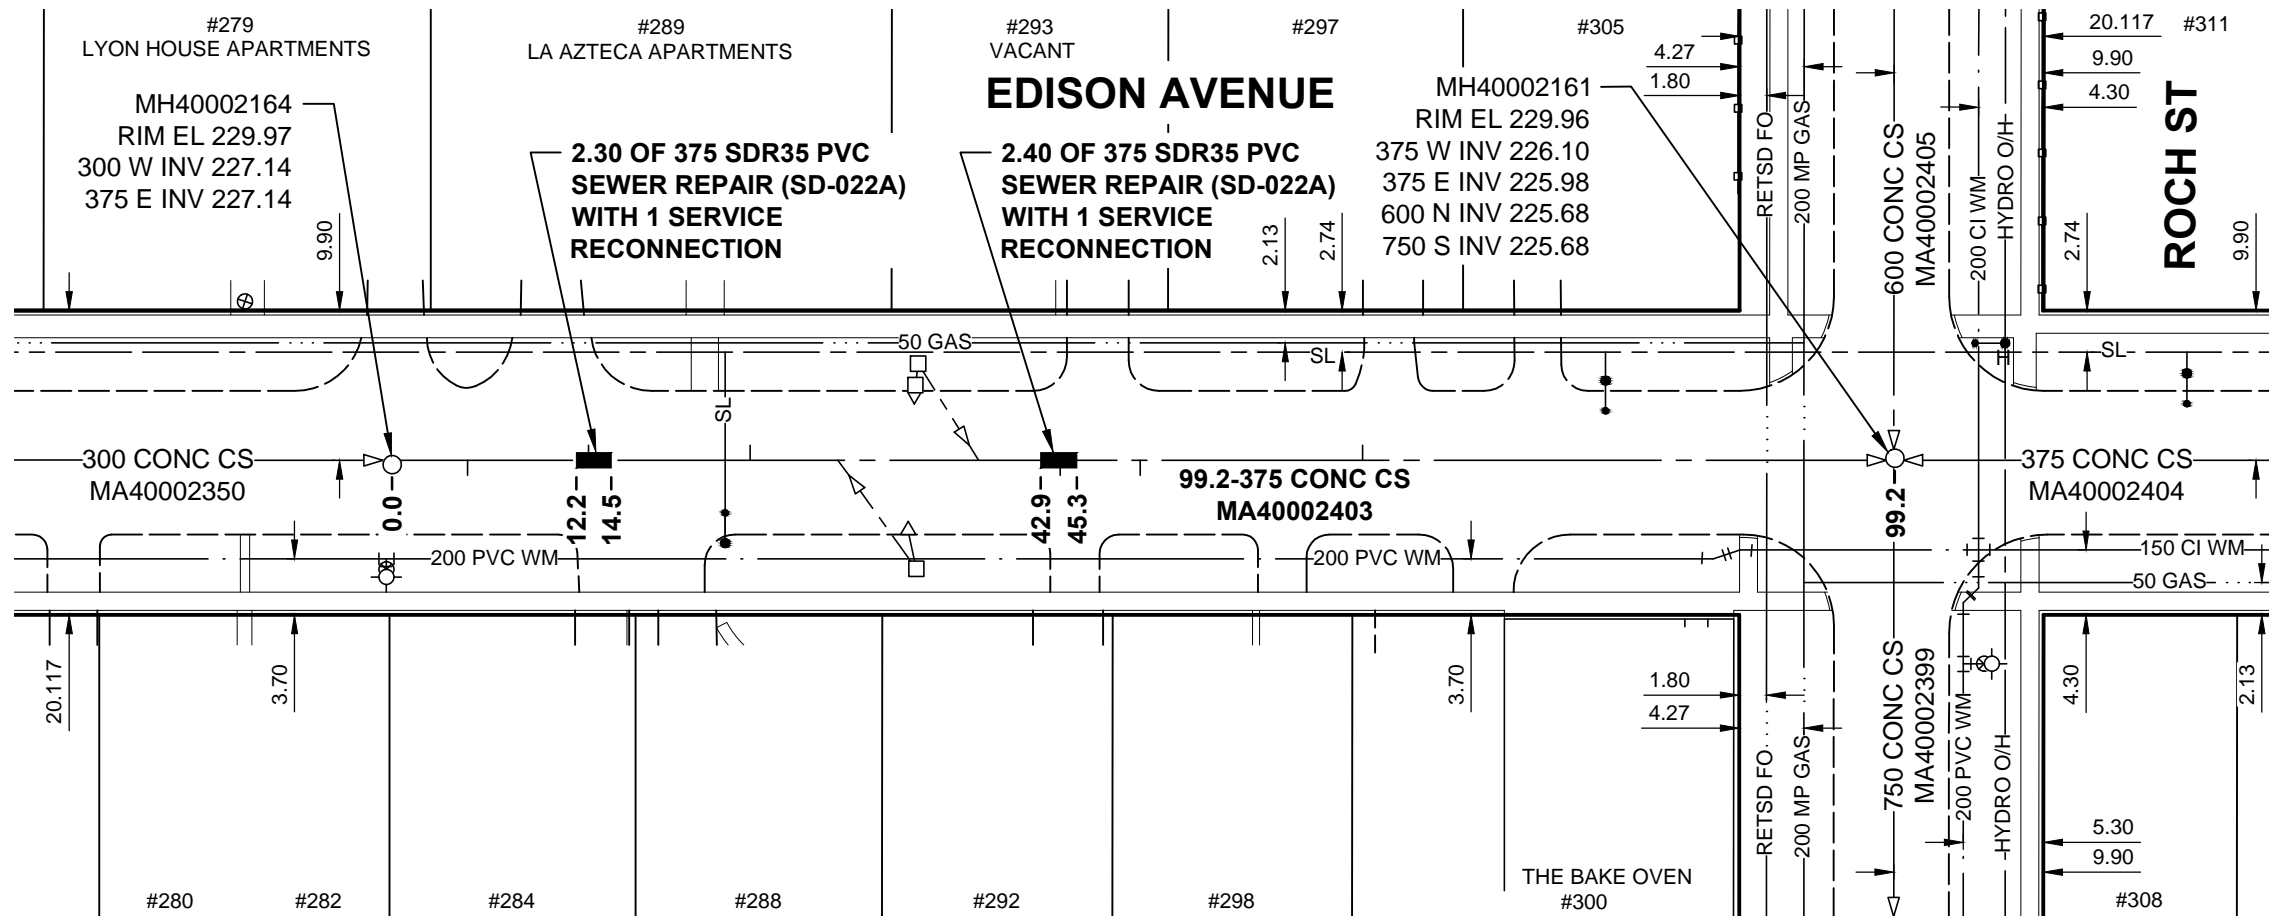 #279
LYON HOUSE APARTMENTS
#289
LA AZTECA APARTMENTS
#293
VACANT
#297
#305
#311
EDISON AVENUE
ROCH ST
MH40002164
RIM EL 229.97
300 W INV 227.14
375 E INV 227.14
2.30 OF 375 SDR35 PVC
SEWER REPAIR (SD-022A)
WITH 1 SERVICE
RECONNECTION
2.40 OF 375 SDR35 PVC
SEWER REPAIR (SD-022A)
WITH 1 SERVICE
RECONNECTION
MH40002161
RIM EL 229.96
375 W INV 226.10
375 E INV 225.98
600 N INV 225.68
750 S INV 225.68
4.27
1.80
20.117
9.90
4.30
RETSD FO
200 MP GAS
600 CONC CS
MA40002405
200 CI WM
HYDRO O/H
9.90
2.13
2.74
2.74
9.90
50 GAS
SL
SL
SL
300 CONC CS
MA40002350
0.0
12.2
14.5
42.9
45.3
99.2-375 CONC CS
MA40002403
99.2
375 CONC CS
MA40002404
200 PVC WM
200 PVC WM
150 CI WM
50 GAS
20.117
3.70
3.70
1.80
4.27
RETSD FO
200 MP GAS
750 CONC CS
MA40002399
200 PVC WM
HYDRO O/H
4.30
2.13
5.30
9.90
#280
#282
#284
#288
#292
#298
THE BAKE OVEN
#300
#308